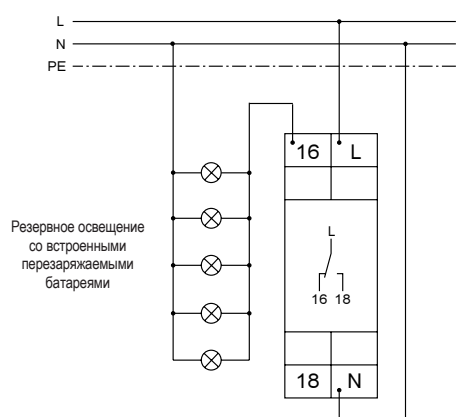 L
N
PE
16 L
Резервное освещение
со встроенными
перезаряжаемыми
батареями
L
16 18
18 N